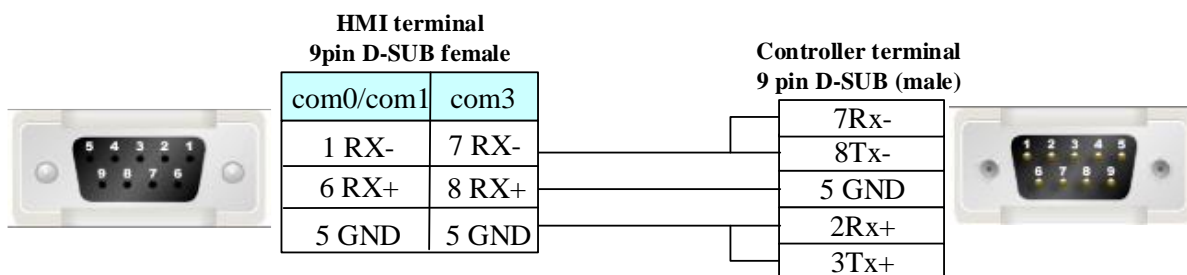 HMI terminal
9pin D-SUB female
com0/com1 com3
1 RX- 7 RX-
6 RX+ 8 RX+
5 GND 5 GND
Controller terminal
9 pin D-SUB (male)
7Rx-
8Tx-
5 GND
2Rx+
3Tx+
5 4 3 2 1
9 8 7 6
1 2 3 4 5
6 7 8 9